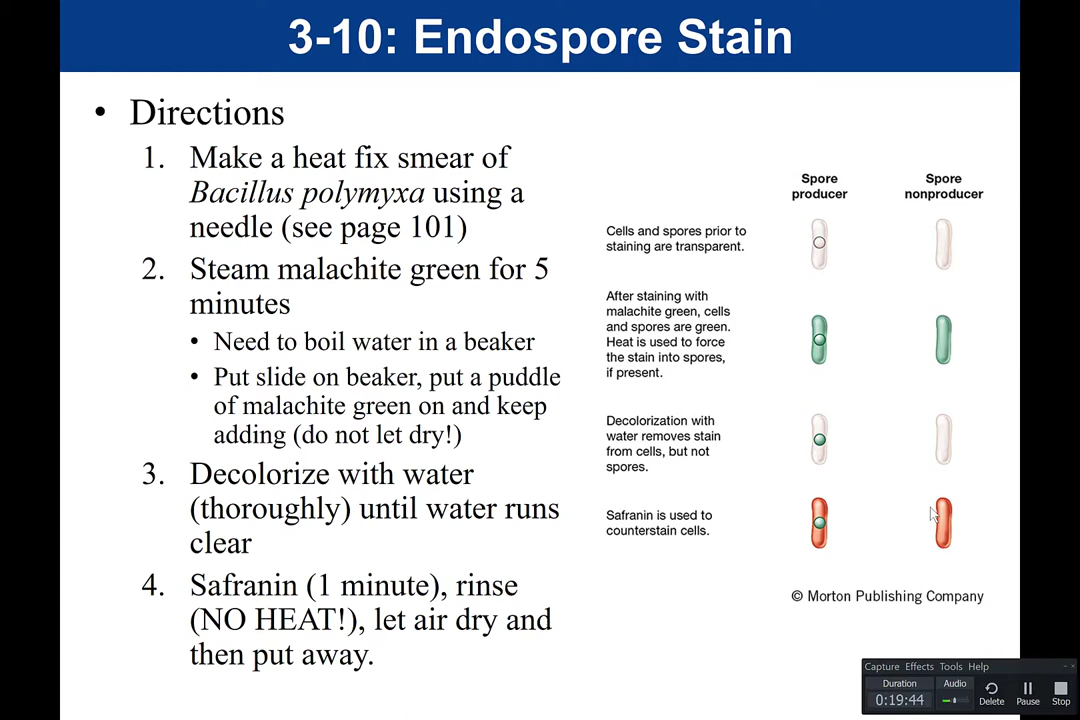 3-10: Endospore Stain
• Directions
1. Make a heat fix smear of
Bacillus polymyxa using a
needle (see page 101)
2. Steam malachite green for 5
minutes
• Need to boil water in a beaker
• Put slide on beaker, put a puddle
of malachite green on and keep
adding (do not let dry!)
3. Decolorize with water
(thoroughly) until water runs
clear
4. Safranin (1 minute), rinse
(NO HEAT!), let air dry and
then put away.
Spore
producer
Spore
nonproducer
Cells and spores prior to
staining are transparent.
After staining with
malachite green, cells
and spores are green.
Heat is used to force
the stain into spores,
if present.
Decolorization with
water removes stain
from cells, but not
spores.
Safranin is used to
counterstain cells.
© Morton Publishing Company
Capture Effects Tools Help
Duration
0:19:44
Audio
Delete
Pause
Stop